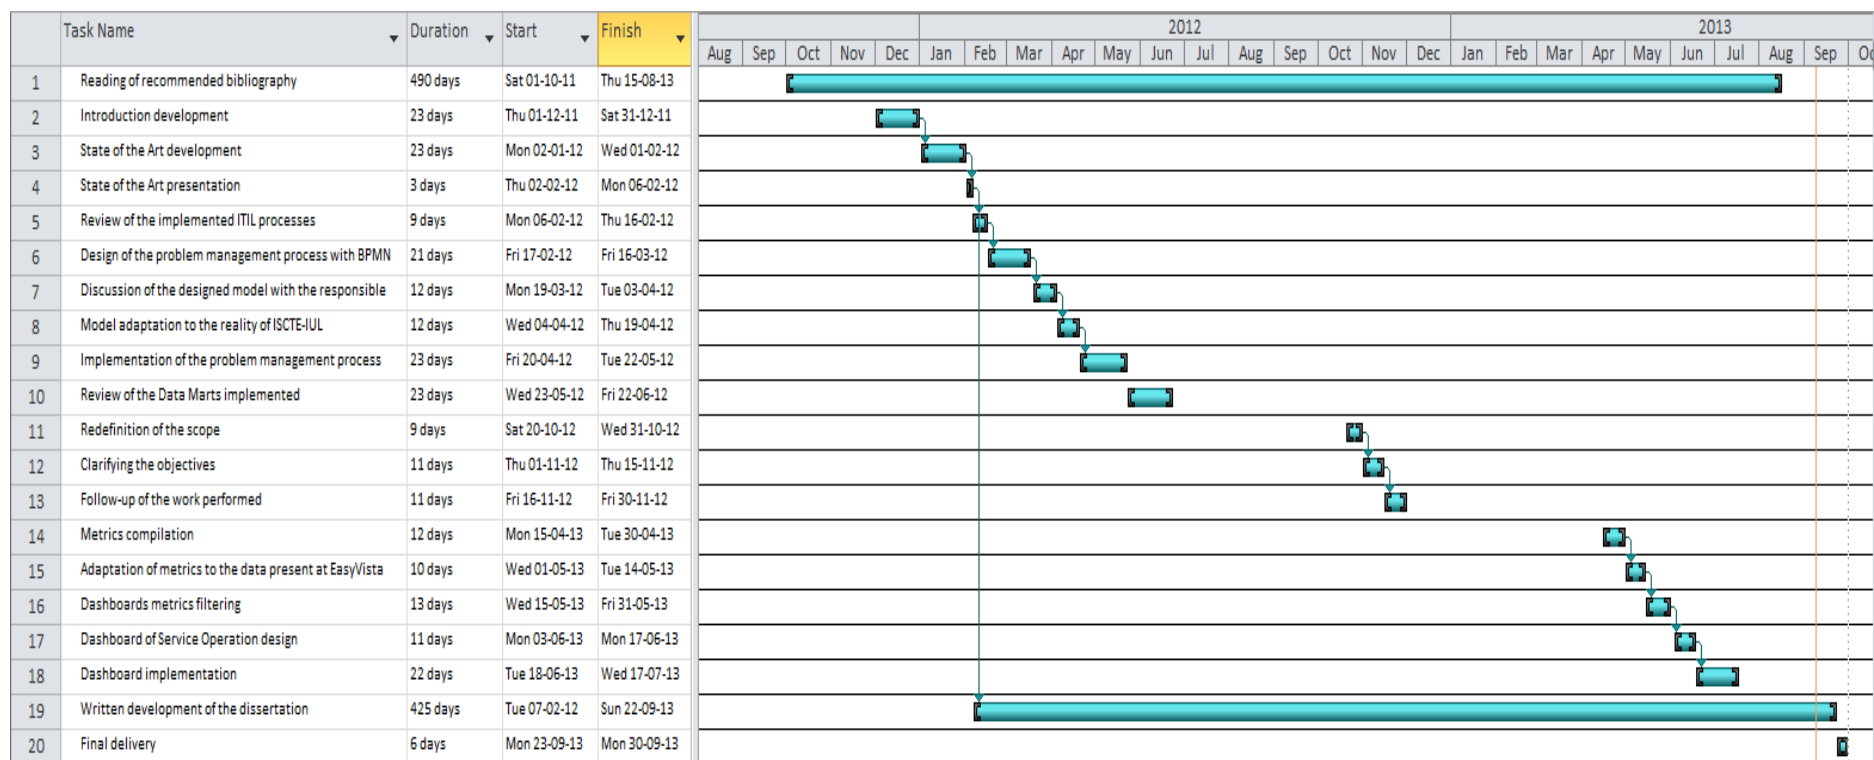 Task Name Duration Start Finish 2012 2013
Aug Sep Oct Nov Dec Jan Feb Mar Apr May Jun Jul Aug Sep Oct Nov Dec Jan Feb Mar Apr May Jun Jul Aug Sep Oc
1 Reading of recommended bibliography 490 days Sat 01-10-11 Thu 15-08-13
2 Introduction development 23 days Thu 01-12-11 Sat 31-12-11
3 State of the Art development 23 days Mon 02-01-12 Wed 01-02-12
4 State of the Art presentation 3 days Thu 02-02-12 Mon 06-02-12
5 Review of the implemented ITIL processes 9 days Mon 06-02-12 Thu 16-02-12
6 Design of the problem management process with BPMN 21 days Fri 17-02-12 Fri 16-03-12
7 Discussion of the designed model with the responsible 12 days Mon 19-03-12 Tue 03-04-12
8 Model adaptation to the reality of ISCTE-IUL 12 days Wed 04-04-12 Thu 19-04-12
9 Implementation of the problem management process 23 days Fri 20-04-12 Tue 22-05-12
10 Review of the Data Marts implemented 23 days Wed 23-05-12 Fri 22-06-12
11 Redefinition of the scope 9 days Sat 20-10-12 Wed 31-10-12
12 Clarifying the objectives 11 days Thu 01-11-12 Thu 15-11-12
13 Follow-up of the work performed 11 days Fri 16-11-12 Fri 30-11-12
14 Metrics compilation 12 days Mon 15-04-13 Tue 30-04-13
15 Adaptation of metrics to the data present at EasyVista 10 days Wed 01-05-13 Tue 14-05-13
16 Dashboards metrics filtering 13 days Wed 15-05-13 Fri 31-05-13
17 Dashboard of Service Operation design 11 days Mon 03-06-13 Mon 17-06-13
18 Dashboard implementation 22 days Tue 18-06-13 Wed 17-07-13
19 Written development of the dissertation 425 days Tue 07-02-12 Sun 22-09-13
20 Final delivery 6 days Mon 23-09-13 Mon 30-09-13